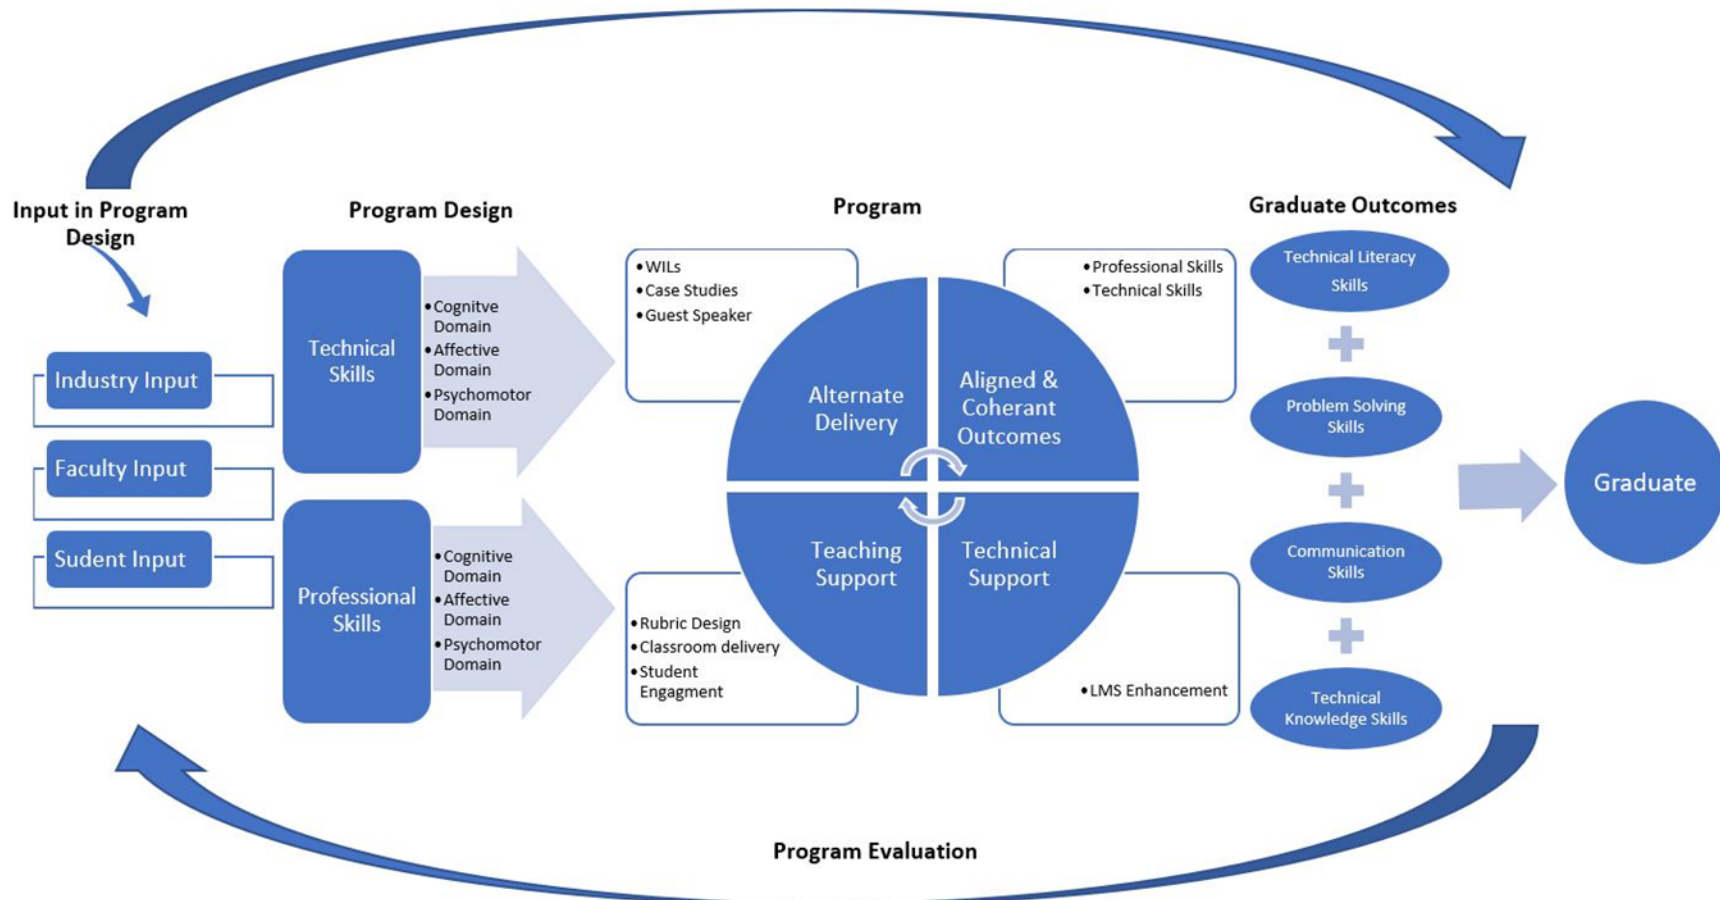 Input in Program
Design
Industry Input
Faculty Input
Sudent Input
Program Design
Technical
Skills
•Cognitve
Domain
•Affective
Domain
•Psychomotor
Domain
Professional
Skills
•Cognitive
Domain
•Affective
Domain
•Psychomotor
Domain
Program
•WILs
•Case Studies
•Guest Speaker
•Professional Skills
•Technical Skills
Alternate
Delivery
Aligned &
Coherant
Outcomes
Teaching
Support
Technical
Support
•Rubric Design
•Classroom delivery
•Student
Engagment
•LMS Enhancement
Graduate Outcomes
Technical Literacy
Skills
Problem Solving
Skills
Communication
Skills
Technical
Knowledge Skills
Graduate
Program Evaluation